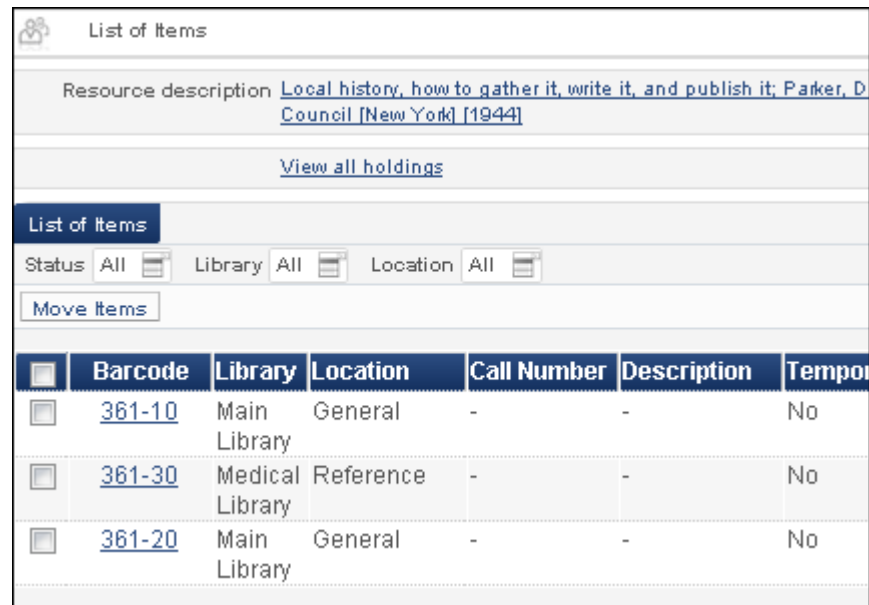 List of Items
Resource description Local history, how to gather it, write it, and publish it; Parker, D
Council [New York] [1944]
View all holdings
List of Items
Status All Library All Location All
Move Items
Barcode Library Location Call Number Description Tempor
361-10 Main General - - No
Library
361-30 Medical Reference - - No
Library
361-20 Main General - - No
Library